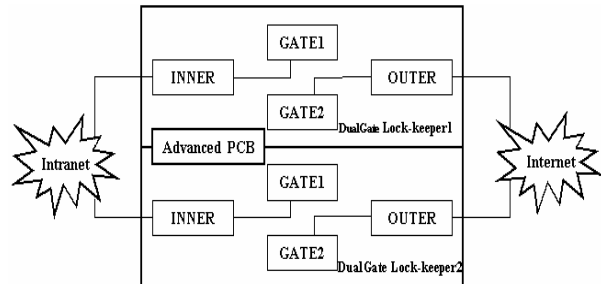 GATE1
INNER
OUTER
GATE2
DualGate Lock-keeper1
Advanced PCB
Intranet
Internet
GATE1
INNER
OUTER
GATE2
DualGate Lock-keeper2